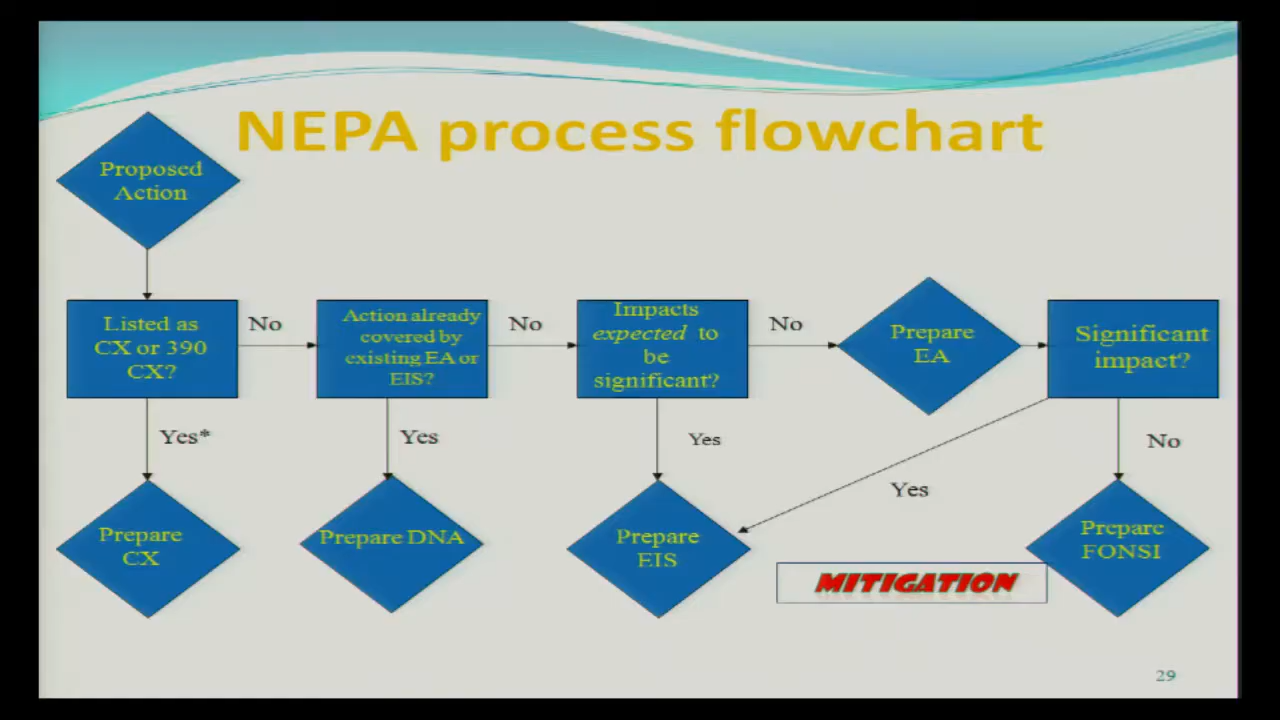 NEPA process flowchart
Proposed
Action
Listed as
CX or 390
CX?
No
Action already
covered by
existing EA or
EIS?
No
Impacts
expected to
be
significant?
No
Prepare
EA
Significant
impact?
Yes*
Yes
Yes
Yes
No
Prepare
CX
Prepare DNA
Prepare
EIS
MITIGATION
Prepare
FONSI
29